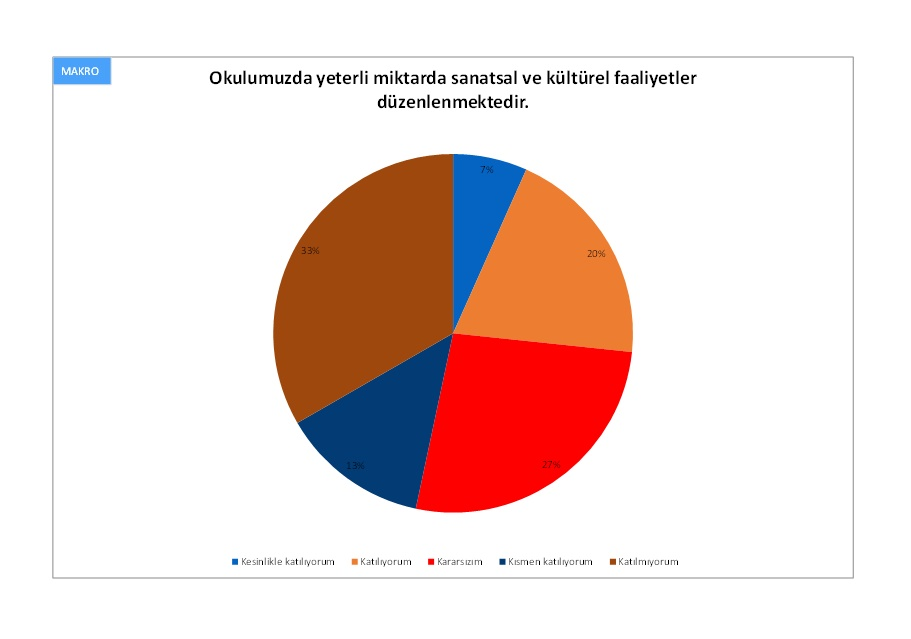 MAKRO
Okulumuzda yeterli miktarda sanatsal ve kültürel faaliyetler
düzenlenmektedir.
7%
20%
33%
27%
13%
Kesinlikle katılıyorum Katılıyorum Kararsızım Kısmen katılıyorum Katılmıyorum